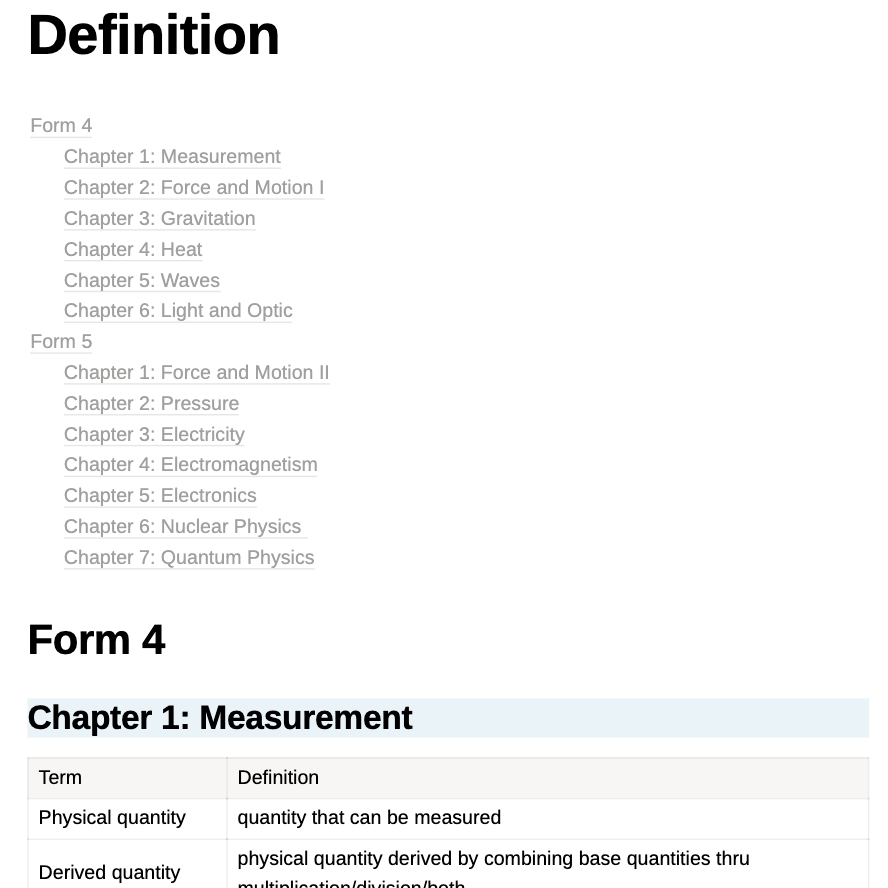 Definition
Form 4
Chapter 1: Measurement
Chapter 2: Force and Motion I
Chapter 3: Gravitation
Chapter 4: Heat
Chapter 5: Waves
Chapter 6: Light and Optic
Form 5
Chapter 1: Force and Motion II
Chapter 2: Pressure
Chapter 3: Electricity
Chapter 4: Electromagnetism
Chapter 5: Electronics
Chapter 6: Nuclear Physics
Chapter 7: Quantum Physics
Form 4
Chapter 1: Measurement
Term Definition
Physical quantity quantity that can be measured
Derived quantity physical quantity derived by combining base quantities thru
multiplication/division/both